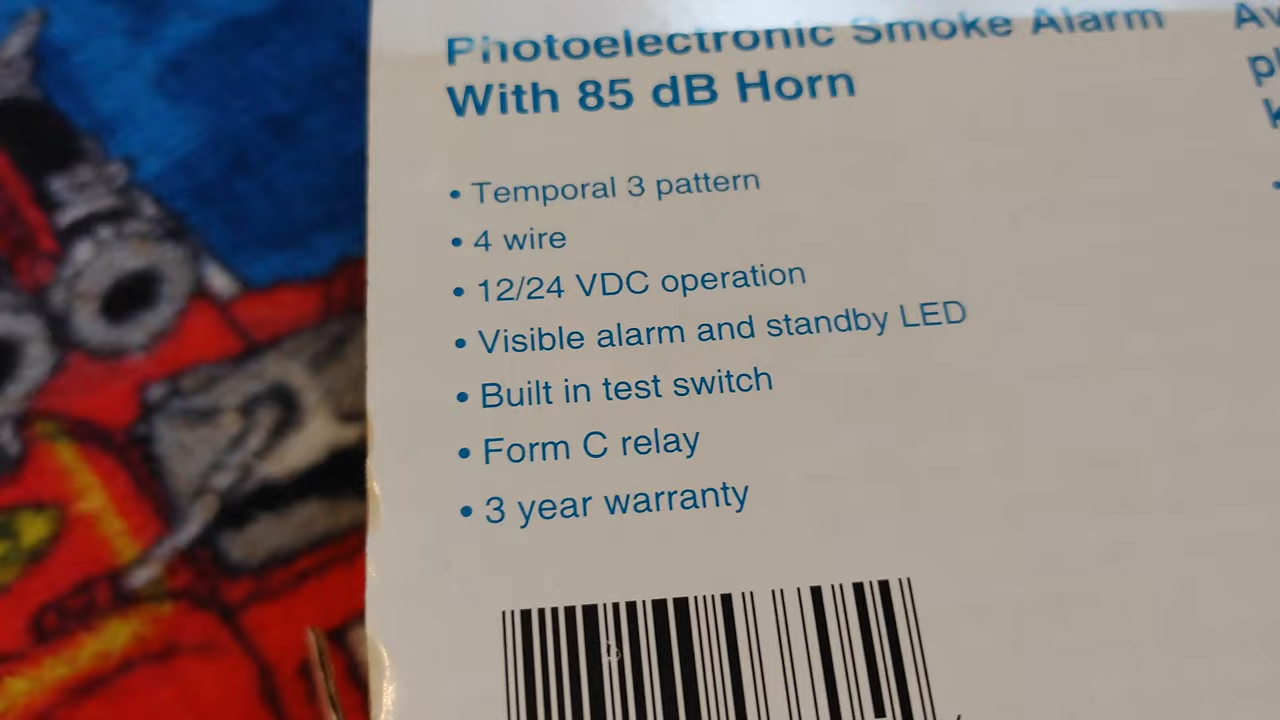 Photoelectronic Smoke Alarm
With 85 dB Horn
• Temporal 3 pattern
• 4 wire
• 12/24 VDC operation
• Visible alarm and standby LED
• Built in test switch
• Form C relay
• 3 year warranty